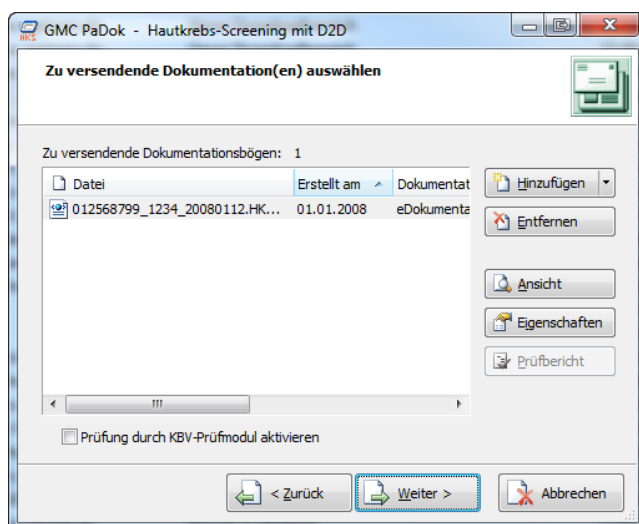 GMC PaDok - Hautkrebs-Screening mit D2D
HKS
Zu versendende Dokumentation(en) auswählen
Zu versendende Dokumentationsbögen: 1
Datei Erstellt am Dokumentat
012568799_1234_20080112.HK... 01.01.2008 eDokumenta
Hinzufügen
Entfernen
Ansicht
Eigenschaften
Prüfbericht
Prüfung durch KBV-Prüfmodul aktivieren
< Zurück Weiter > Abbrechen